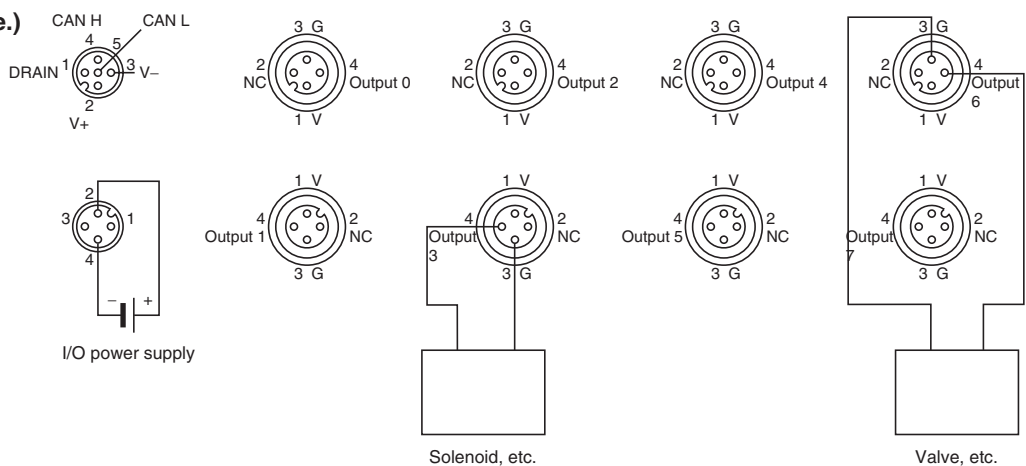 e.)
CAN H
CAN L
4
5
DRAIN
1
3
V–
2
V+
3 G
2
NC
4
Output 0
1 V
3 G
2
NC
4
Output 2
1 V
3 G
2
NC
4
Output 4
1 V
3 G
2
NC
4
Output
6
1 V
2
3
1
4
–
+
I/O power supply
1 V
4
Output 1
2
NC
3 G
1 V
4
Output
3
2
NC
3 G
1 V
4
Output 5
2
NC
3 G
1 V
4
Output
7
2
NC
3 G
Solenoid, etc.
Valve, etc.